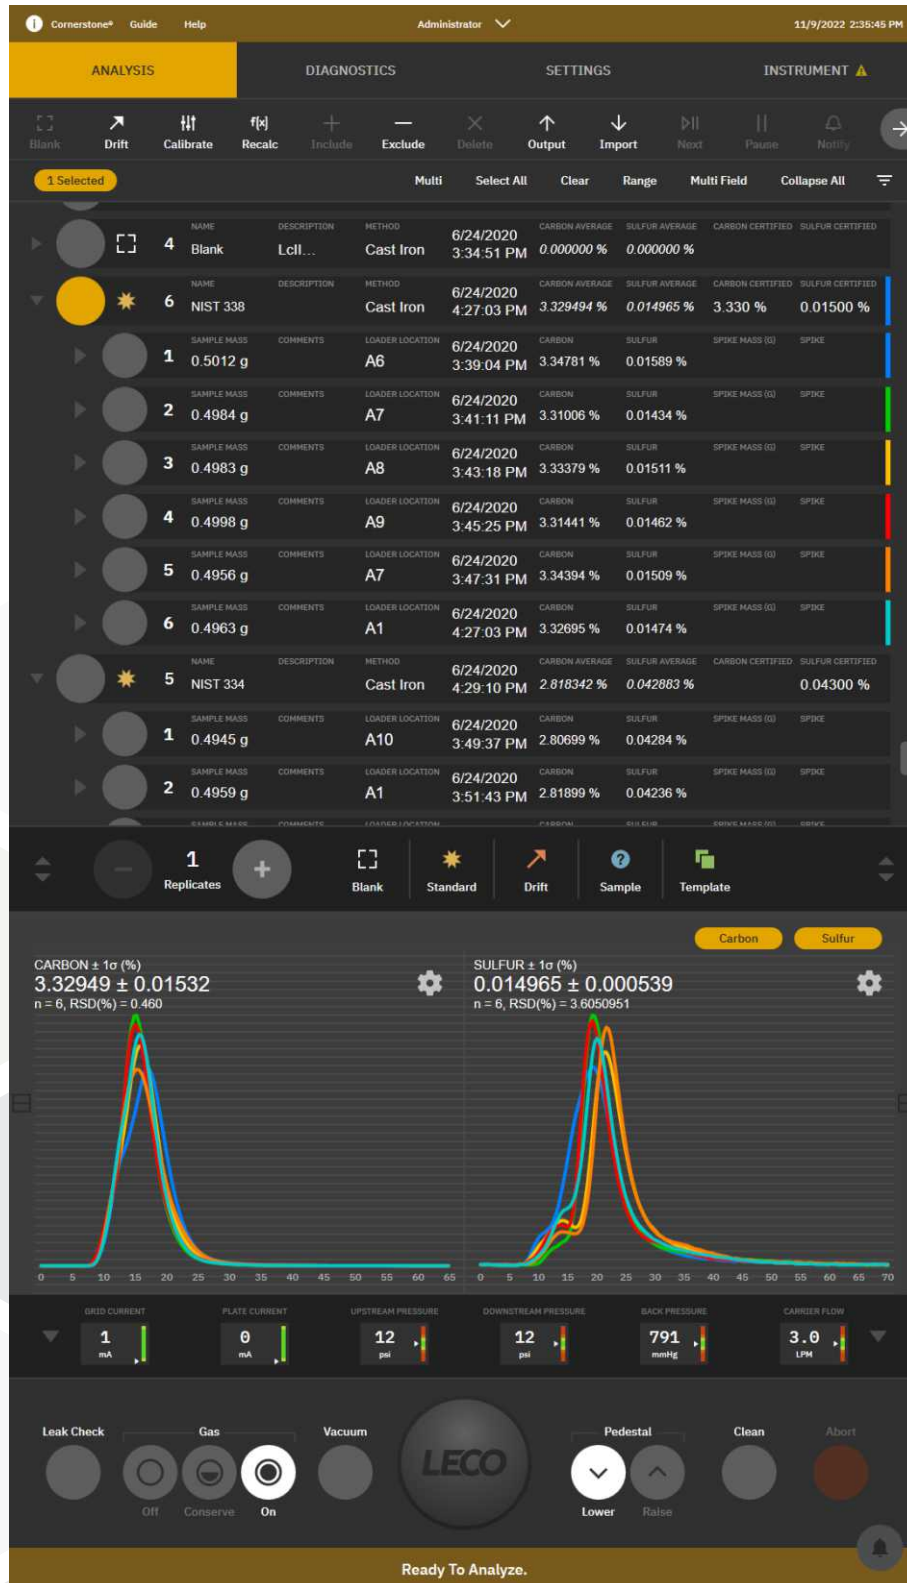 Cornerstone® Guide Help Administrator 11/9/2022 2:35:45 PM
ANALYSIS DIAGNOSTICS SETTINGS INSTRUMENT
Blank Drift Calibrate Recalc Include Exclude Delete Output Import Next Pause Notify
1 Selected Multi Select All Clear Range Multi Field Collapse All
NAME DESCRIPTION METHOD CARBON AVERAGE SULFUR AVERAGE CARBON CERTIFIED SULFUR CERTIFIED
4 Blank LcII... Cast Iron 6/24/2020 3:34:51 PM 0.000000 % 0.000000 %
NAME DESCRIPTION METHOD CARBON AVERAGE SULFUR AVERAGE CARBON CERTIFIED SULFUR CERTIFIED
6 NIST 338 Cast Iron 6/24/2020 4:27:03 PM 3.329494 % 0.014965 % 3.330 % 0.01500 %
SAMPLE MASS COMMENTS LOADER LOCATION CARBON SULFUR SPIKE MASS (G) SPIKE
1 0.5012 g A6 6/24/2020 3:39:04 PM 3.34781 % 0.01589 %
SAMPLE MASS COMMENTS LOADER LOCATION CARBON SULFUR SPIKE MASS (G) SPIKE
2 0.4984 g A7 6/24/2020 3:41:11 PM 3.31006 % 0.01434 %
SAMPLE MASS COMMENTS LOADER LOCATION CARBON SULFUR SPIKE MASS (G) SPIKE
3 0.4983 g A8 6/24/2020 3:43:18 PM 3.33379 % 0.01511 %
SAMPLE MASS COMMENTS LOADER LOCATION CARBON SULFUR SPIKE MASS (G) SPIKE
4 0.4998 g A9 6/24/2020 3:45:25 PM 3.31441 % 0.01462 %
SAMPLE MASS COMMENTS LOADER LOCATION CARBON SULFUR SPIKE MASS (G) SPIKE
5 0.4956 g A7 6/24/2020 3:47:31 PM 3.34394 % 0.01509 %
SAMPLE MASS COMMENTS LOADER LOCATION CARBON SULFUR SPIKE MASS (G) SPIKE
6 0.4963 g A1 6/24/2020 4:27:03 PM 3.32695 % 0.01474 %
NAME DESCRIPTION METHOD CARBON AVERAGE SULFUR AVERAGE CARBON CERTIFIED SULFUR CERTIFIED
5 NIST 334 Cast Iron 6/24/2020 4:29:10 PM 2.818342 % 0.042883 % 0.04300 %
SAMPLE MASS COMMENTS LOADER LOCATION CARBON SULFUR SPIKE MASS (G) SPIKE
1 0.4945 g A10 6/24/2020 3:49:37 PM 2.80699 % 0.04284 %
SAMPLE MASS COMMENTS LOADER LOCATION CARBON SULFUR SPIKE MASS (G) SPIKE
2 0.4959 g A1 6/24/2020 3:51:43 PM 2.81899 % 0.04236 %
SAMPLE MASS COMMENTS LOADER LOCATION CARBON SULFUR SPIKE MASS (G) SPIKE
1 Replicates Blank Standard Drift Sample Template
Carbon Sulfur
CARBON ± 1σ (%)
3.32949 ± 0.01532
n = 6, RSD(%) = 0.460
0 5 10 15 20 25 30 35 40 45 50 55 60 65
SULFUR ± 1σ (%)
0.014965 ± 0.000539
n = 6, RSD(%) = 3.6050951
0 5 10 15 20 25 30 35 40 45 50 55 60 65 70
GRID CURRENT PLATE CURRENT UPSTREAM PRESSURE DOWNSTREAM PRESSURE BACK PRESSURE CARRIER FLOW
1 0 12 12 791 3.0
mA mA psi psi mmHg LPM
Leak Check Gas Vacuum Pedestal Clean Abort
LECO
Off Conserve On Lower Raise
Ready To Analyze.